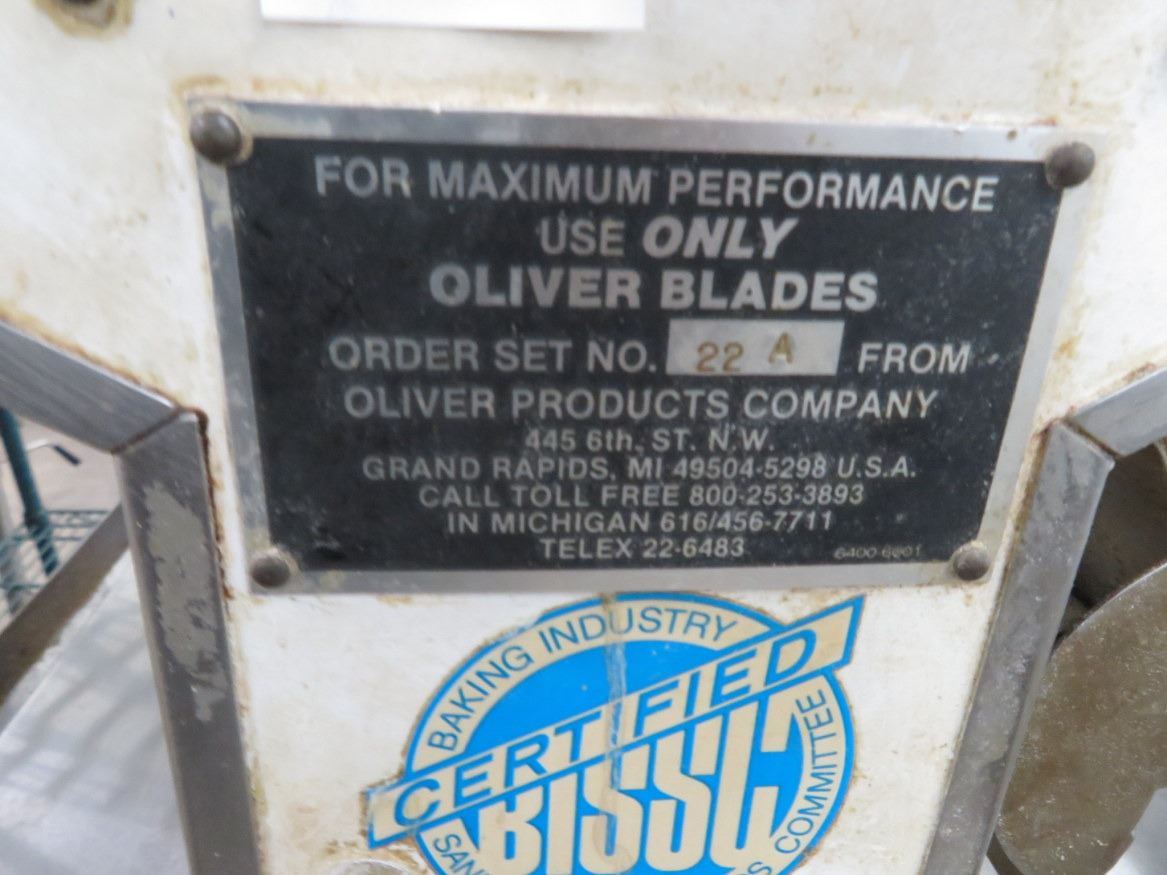 FOR MAXIMUM PERFORMANCE
USE ONLY
OLIVER BLADES
ORDER SET NO. 22 A FROM
OLIVER PRODUCTS COMPANY
445 6th, ST. N.W.
GRAND RAPIDS, MI 49504-5298 U.S.A.
CALL TOLL FREE 800-253-3893
IN MICHIGAN 616/456-7711
TELEX 22-6483
BAKING INDUSTRY
CERTIFIED
BISSC
COMMITTEE